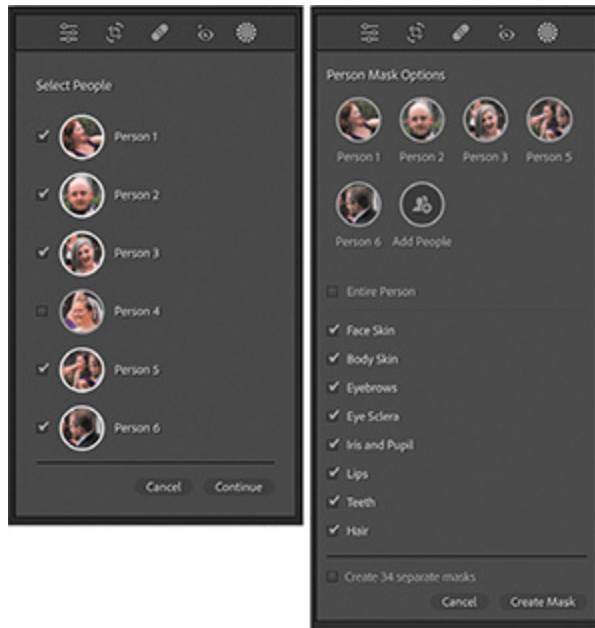 Select People
Person 1
Person 2
Person 3
Person 4
Person 5
Person 6
Cancel Continue
Person Mask Options
Person 1 Person 2 Person 3 Person 5
Person 6 Add People
Entire Person
Face Skin
Body Skin
Eyebrows
Eye Sclera
Iris and Pupil
Lips
Teeth
Hair
Create 34 separate masks
Cancel Create Mask